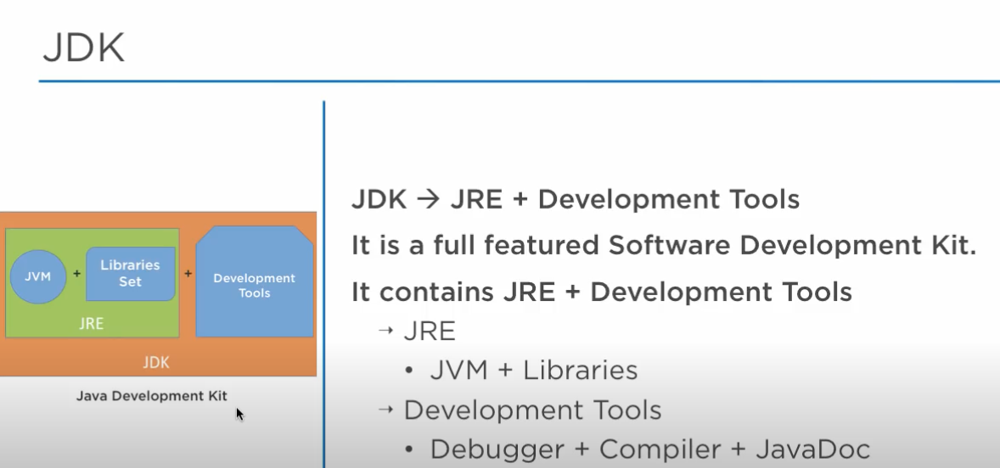 JDK
JVM
+
Libraries
Set
JRE
+
Development
Tools
JDK
Java Development Kit
JDK → JRE + Development Tools
It is a full featured Software Development Kit.
It contains JRE + Development Tools
→ JRE
• JVM + Libraries
→ Development Tools
• Debugger + Compiler + JavaDoc